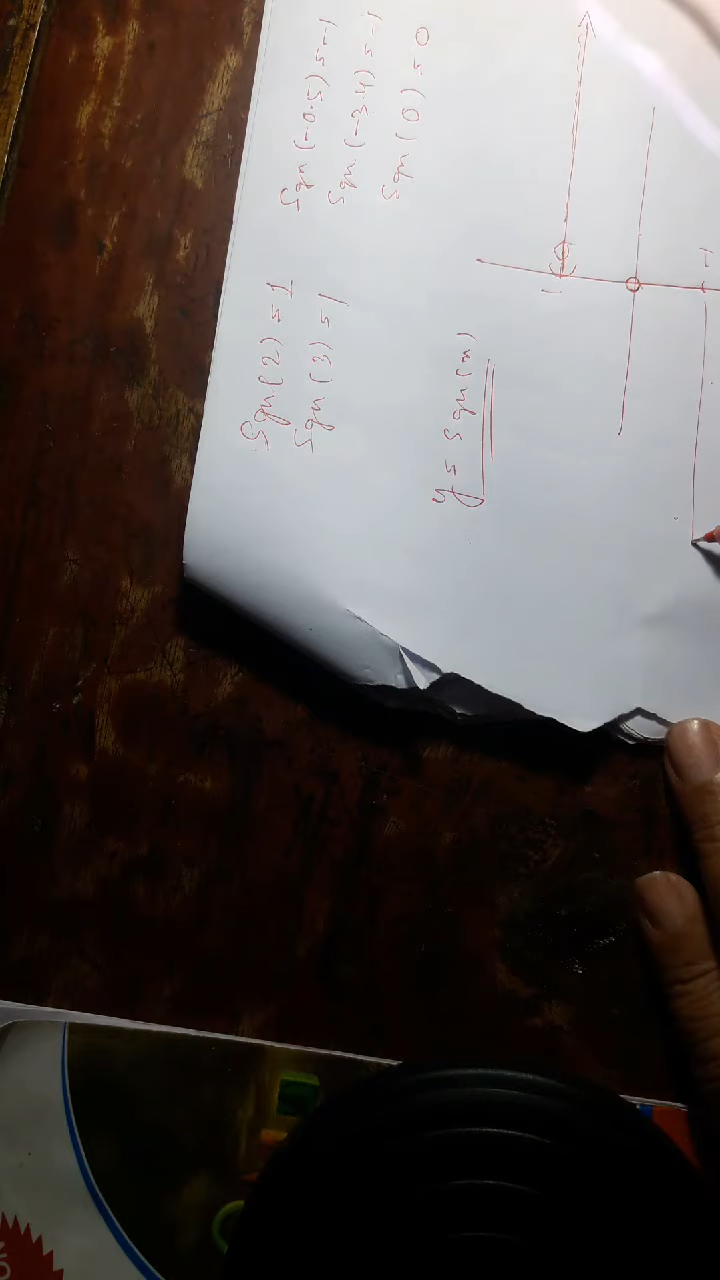 Sgn(2) = 1
Sgn(3) = 1
Sgn(-0.5) = -1
Sgn(-3.4) = -1
Sgn(0) = 0
y = sgn(x)
1
-1